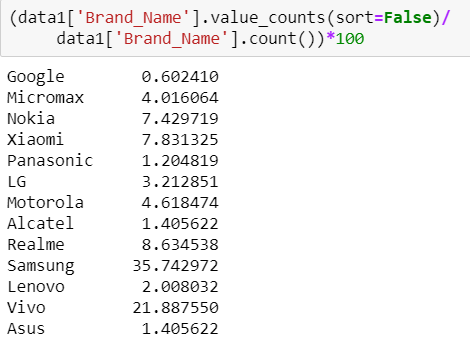 (data1['Brand_Name'].value_counts(sort=False)/
data1['Brand_Name'].count())*100
Google 0.602410
Micromax 4.016064
Nokia 7.429719
Xiaomi 7.831325
Panasonic 1.204819
LG 3.212851
Motorola 4.618474
Alcatel 1.405622
Realme 8.634538
Samsung 35.742972
Lenovo 2.008032
Vivo 21.887550
Asus 1.405622